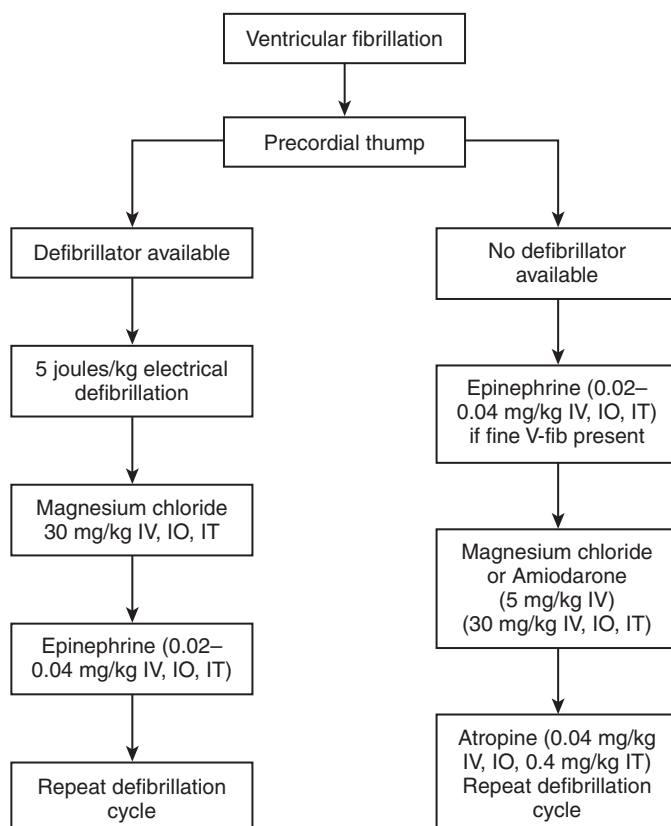 Ventricular fibrillation
Precordial thump
Defibrillator available
5 joules/kg electrical
defibrillation
Magnesium chloride
30 mg/kg IV, IO, IT
Epinephrine (0.02–
0.04 mg/kg IV, IO, IT)
Repeat defibrillation
cycle
No defibrillator
available
Epinephrine (0.02–
0.04 mg/kg IV, IO, IT)
if fine V-fib present
Magnesium chloride
or Amiodarone
(5 mg/kg IV)
(30 mg/kg IV, IO, IT)
Atropine (0.04 mg/kg
IV, IO, 0.4 mg/kg IT)
Repeat defibrillation
cycle